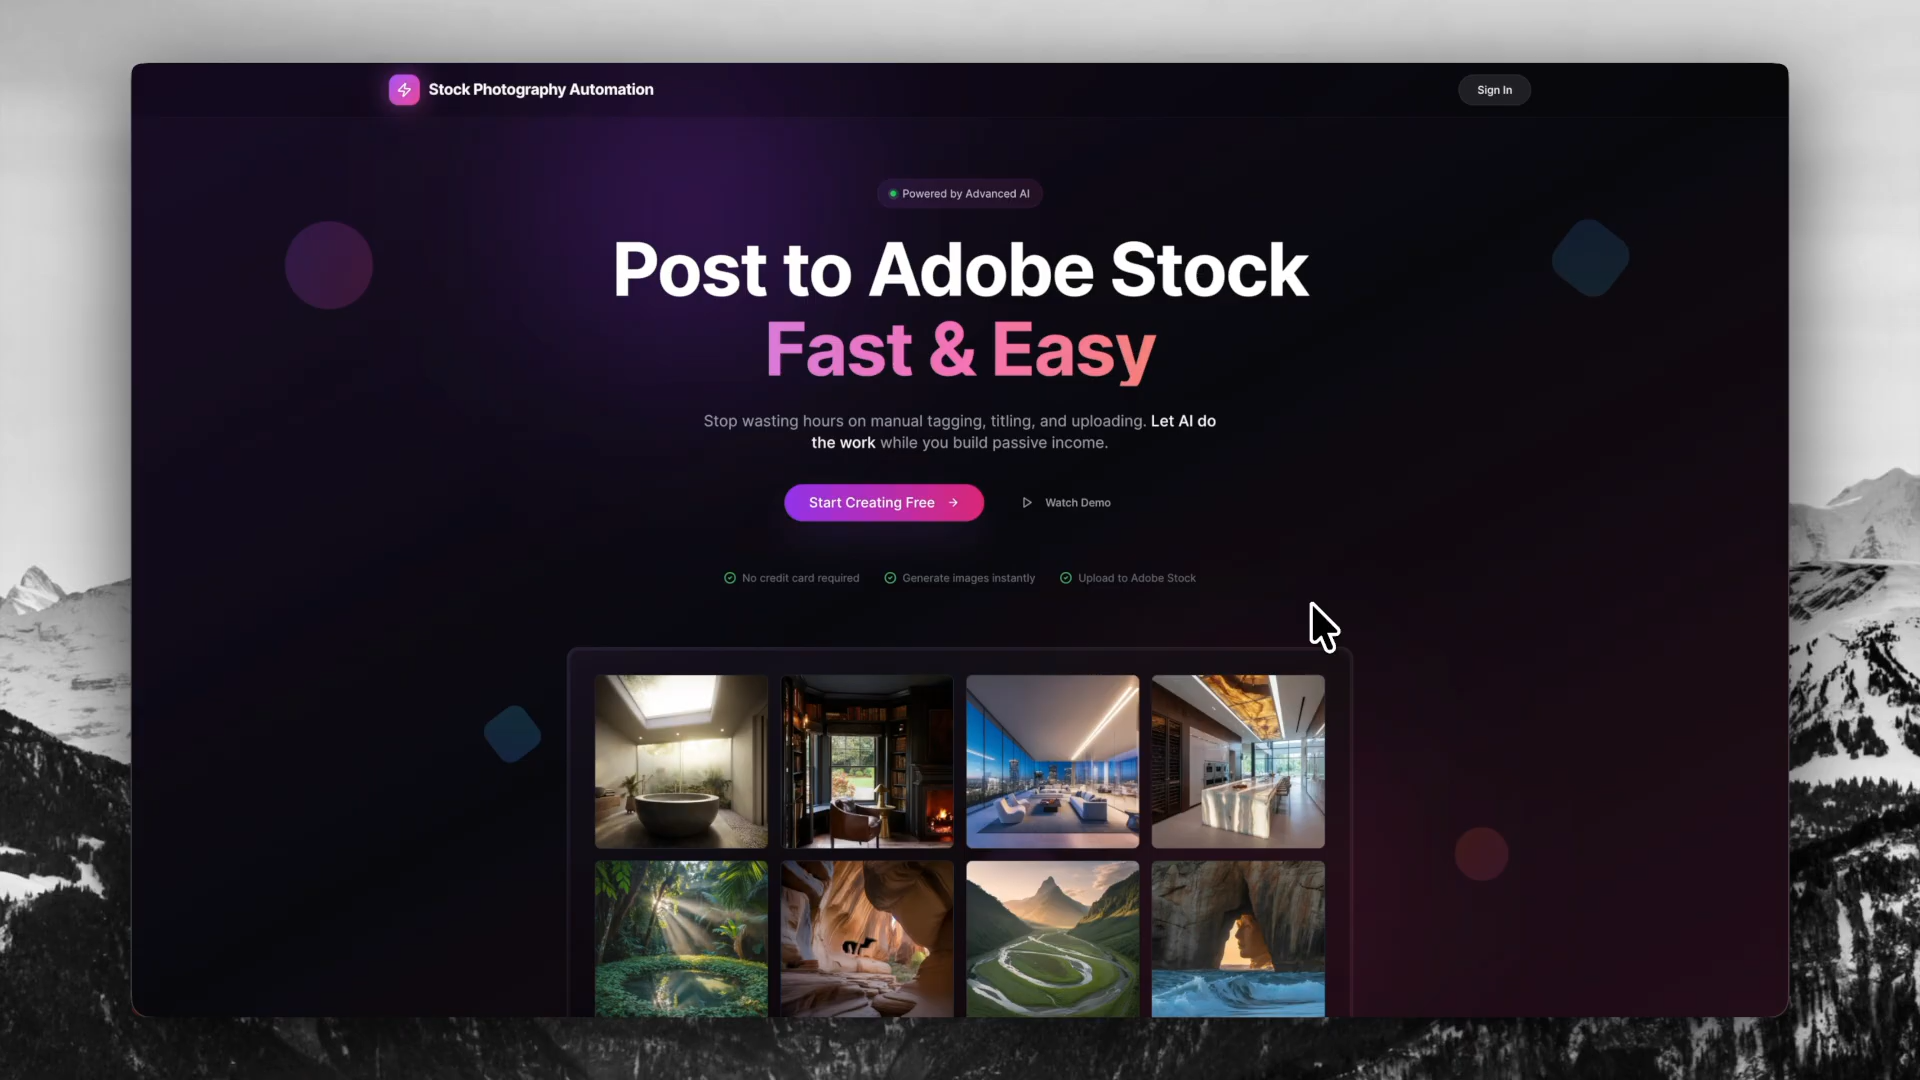 Stock Photography Automation
Sign In
Powered by Advanced AI
Post to Adobe Stock
Fast & Easy
Stop wasting hours on manual tagging, titling, and uploading. Let AI do
the work while you build passive income.
Start Creating Free
Watch Demo
No credit card required
Generate images instantly
Upload to Adobe Stock